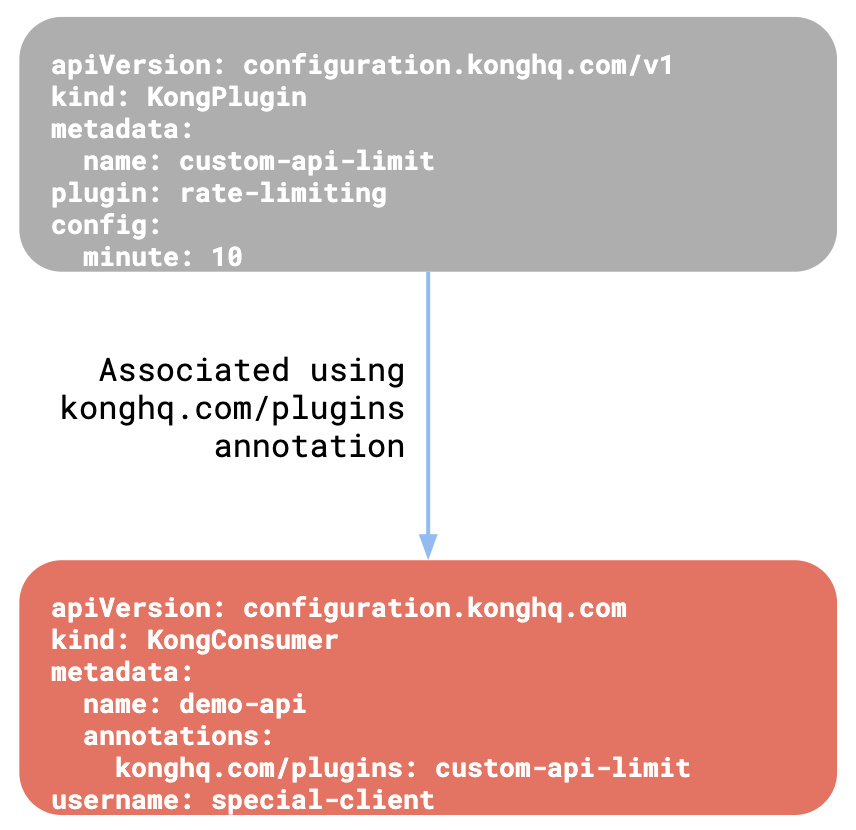 apiVersion: configuration.konghq.com/v1
kind: KongPlugin
metadata:
  name: custom-api-limit
plugin: rate-limiting
config:
  minute: 10
Associated using
konghq.com/plugins
annotation
apiVersion: configuration.konghq.com
kind: KongConsumer
metadata:
  name: demo-api
  annotations:
    konghq.com/plugins: custom-api-limit
username: special-client